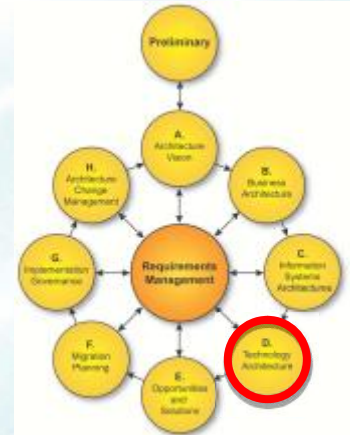 Preliminary
A.
Architecture
Vision
B.
Business
Architecture
C.
Information
Systems
Architectures
D.
Technology
Architecture
E.
Opportunities
and
Solutions
F.
Migration
Planning
G.
Implementation
Governance
H.
Architecture
Change
Management
Requirements
Management